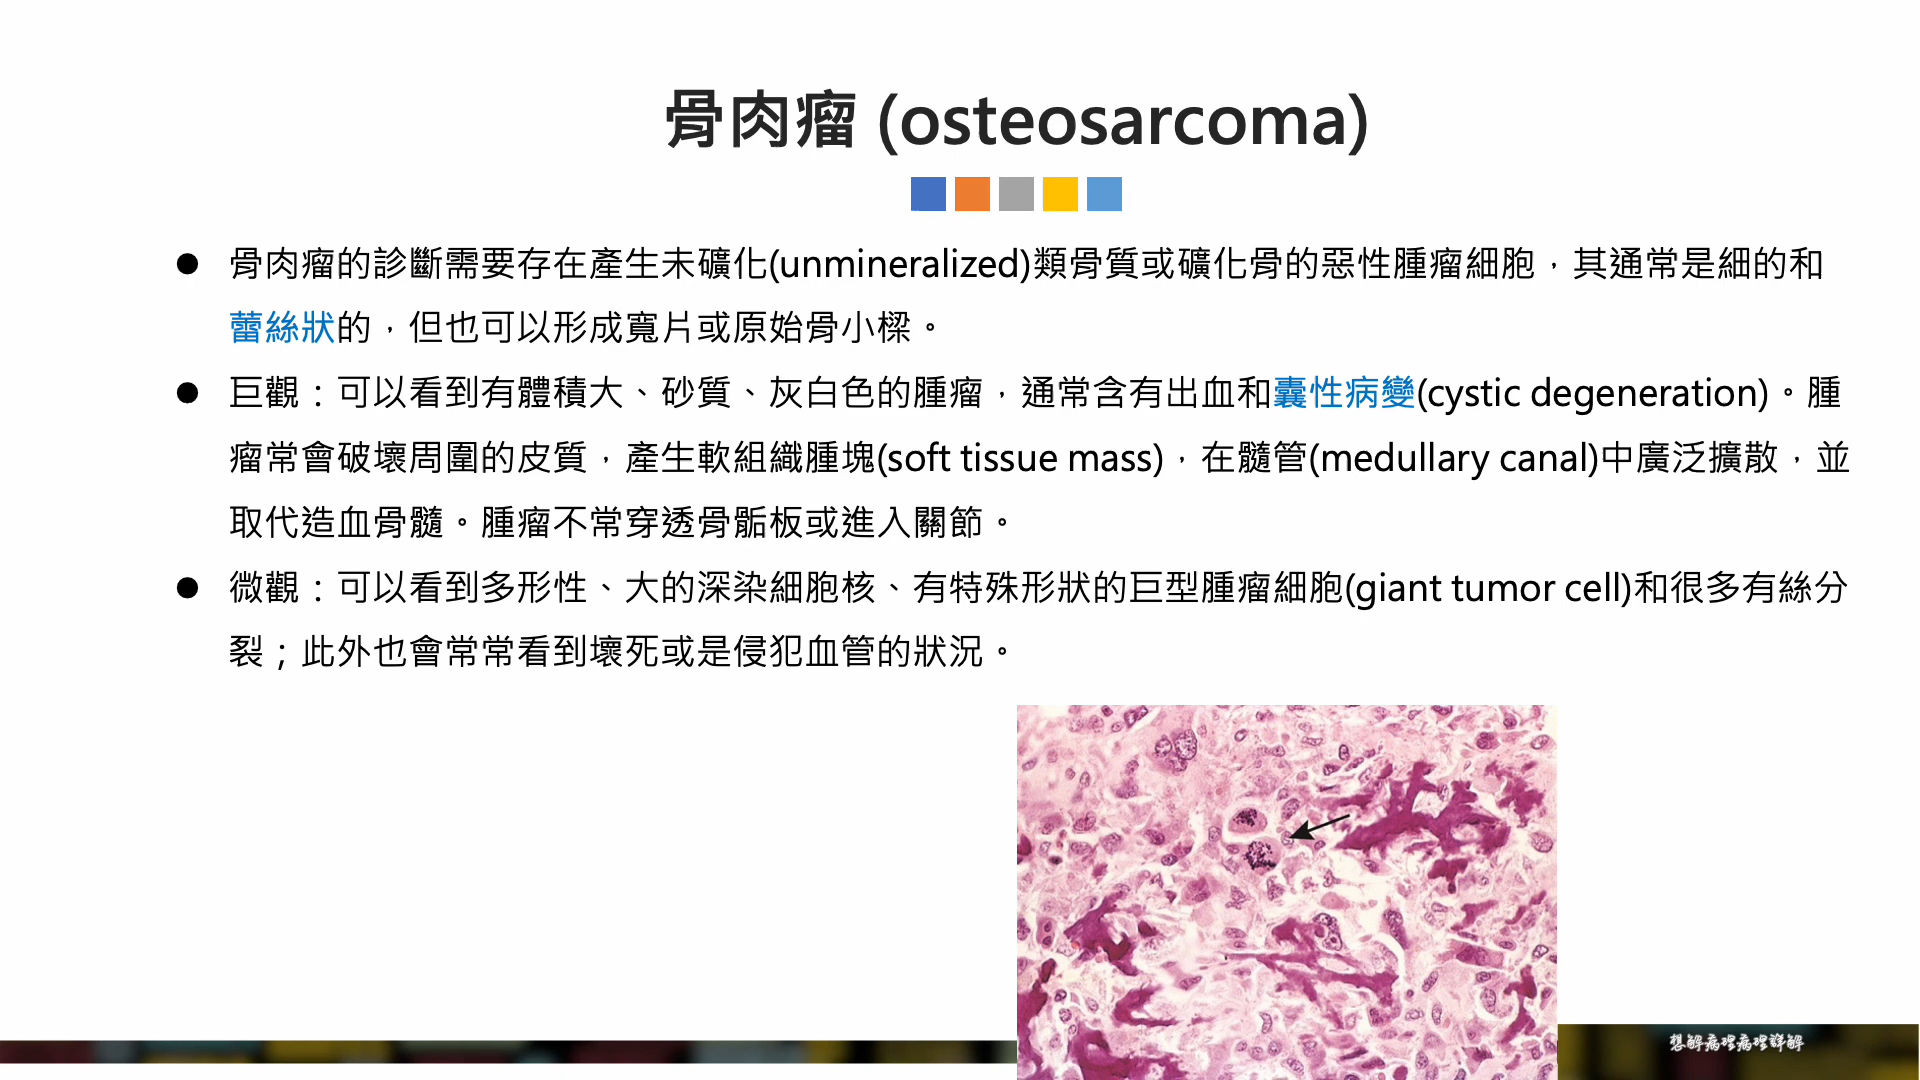 骨肉瘤 (osteosarcoma)
骨肉瘤的診斷需要存在產生未礦化(unmineralized)類骨質或礦化骨的惡性腫瘤細胞，其通常是細的和
蕾絲狀的，但也可以形成寬片或原始骨小樑。
巨觀：可以看到有體積大、砂質、灰白色的腫瘤，通常含有出血和囊性病變(cystic degeneration)。腫
瘤常會破壞周圍的皮質，產生軟組織腫塊(soft tissue mass)，在髓管(medullary canal)中廣泛擴散，並
取代造血骨髓。腫瘤不常穿透骨骺板或進入關節。
微觀：可以看到多形性、大的深染細胞核、有特殊形狀的巨型腫瘤細胞(giant tumor cell)和很多有絲分
裂；此外也會常常看到壞死或是侵犯血管的狀況。
想解病理病理詳解